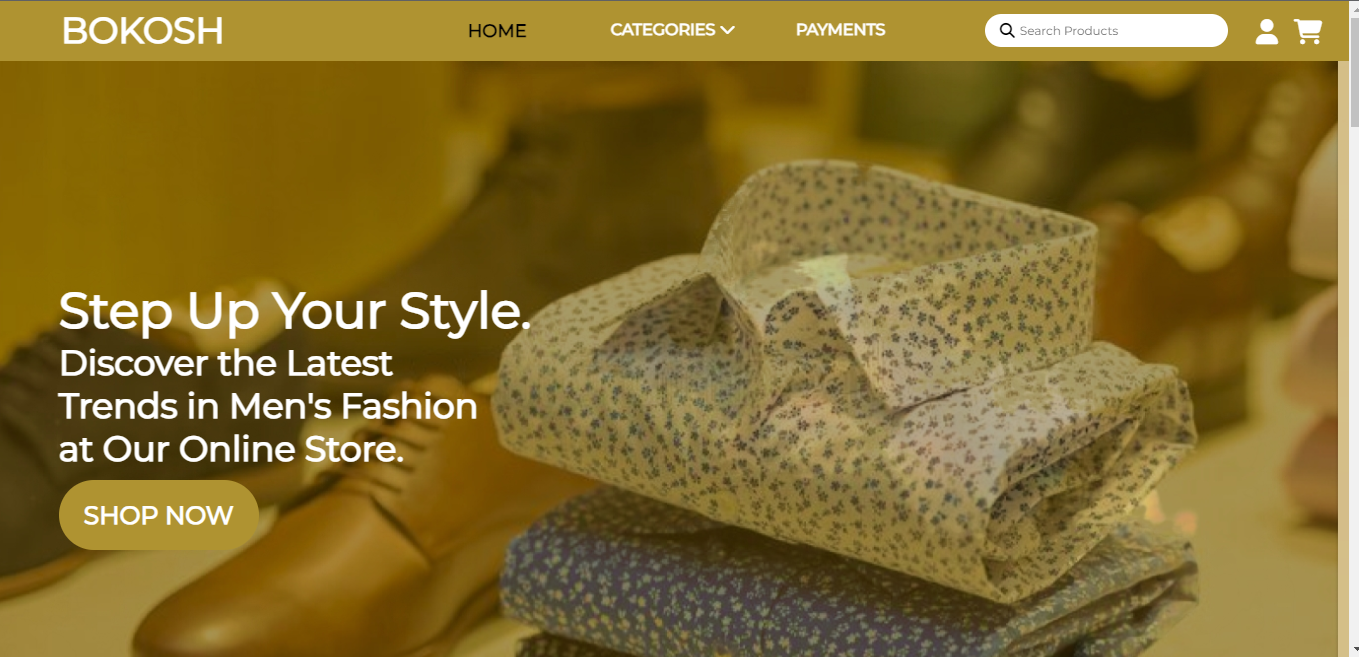 BOKOSH
HOME
CATEGORIES
PAYMENTS
Search Products
Step Up Your Style.
Discover the Latest
Trends in Men's Fashion
at Our Online Store.
SHOP NOW